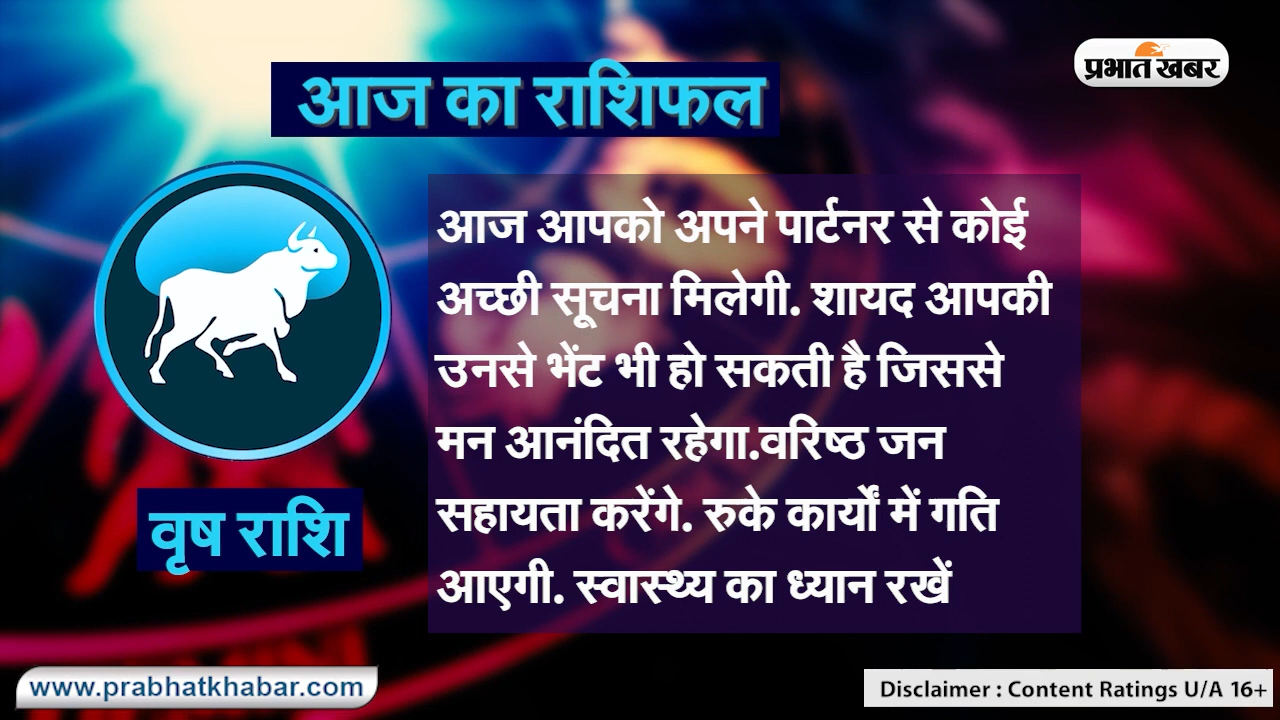 प्रभात खबर
आज का राशिफल
आज आपको अपने पार्टनर से कोई
अच्छी सूचना मिलेगी. शायद आपकी
उनसे भेंट भी हो सकती है जिससे
मन आनंदित रहेगा.वरिष्ठ जन
सहायता करेंगे. रुके कार्यों में गति
आएगी. स्वास्थ्य का ध्यान रखें
वृष राशि
www.prabhatkhabar.com
Disclaimer : Content Ratings U/A 16+